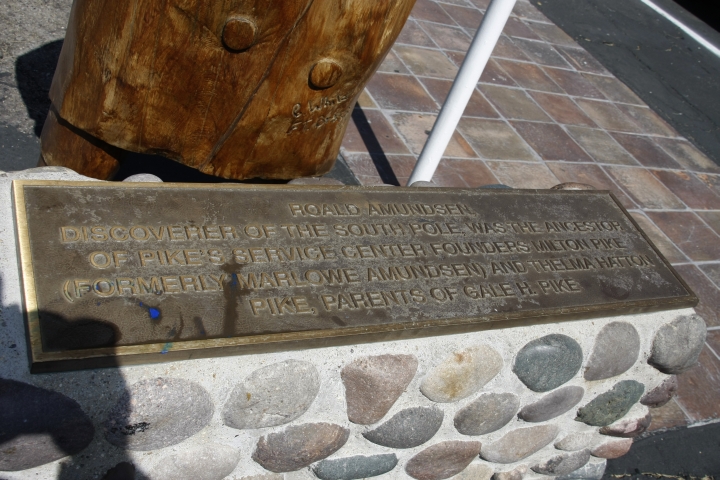 ROALD AMUNDSEN,
DISCOVERER OF THE SOUTH POLE, WAS THE ANCESTOR
OF PIKE'S SERVICE CENTER FOUNDERS MILTON PIKE
(FORMERLY MARLOWE AMUNDSEN) AND THELMA HATTON
PIKE, PARENTS OF GALE H. PIKE